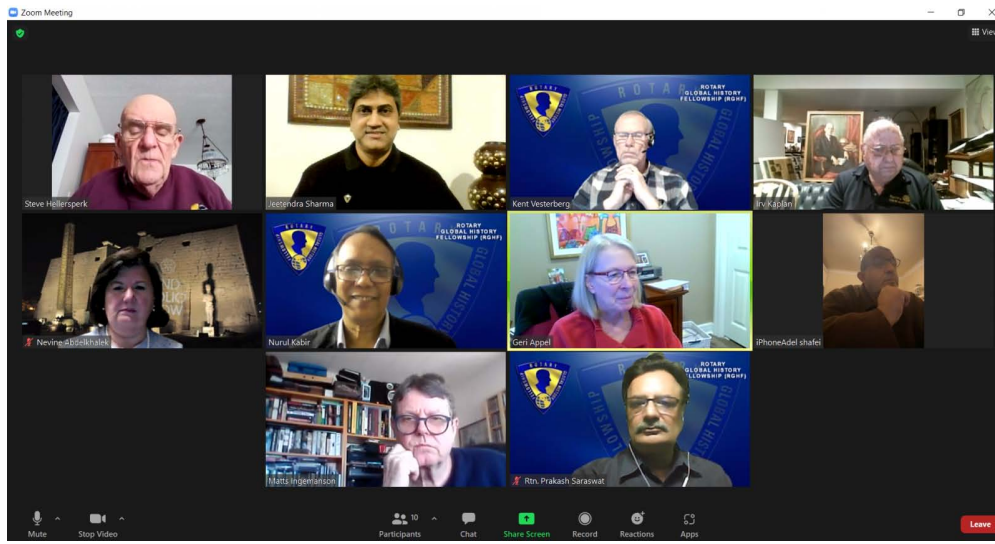 Zoom Meeting
View
ROTARY
GLOBAL HISTORY
FELLOWSHIP (RGHF)
ROTA
Steve Hellersperk
Jeetendra Sharma
Kent Vesterberg
Irv Kaplan
ROTARY
GLOBAL HISTORY
FELLOWSHIP (RGHF)
ROTA
Nevine Abdelkhalek
Nurul Kabir
Geri Appel
iPhoneAdel shafei
ROTARY
GLOBAL HISTORY
FELLOWSHIP (RGHF)
Matts Ingemanson
Rtn. Prakash Saraswat
Mute
Stop Video
Participants
10
Chat
Share Screen
Record
Reactions
Apps
Leave